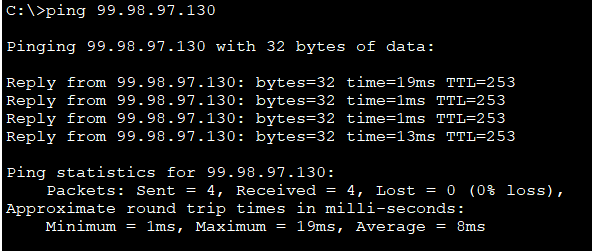 C:\>ping 99.98.97.130
Pinging 99.98.97.130 with 32 bytes of data:
Reply from 99.98.97.130: bytes=32 time=19ms TTL=253
Reply from 99.98.97.130: bytes=32 time=1ms TTL=253
Reply from 99.98.97.130: bytes=32 time=1ms TTL=253
Reply from 99.98.97.130: bytes=32 time=13ms TTL=253
Ping statistics for 99.98.97.130:
    Packets: Sent = 4, Received = 4, Lost = 0 (0% loss),
Approximate round trip times in milli-seconds:
    Minimum = 1ms, Maximum = 19ms, Average = 8ms